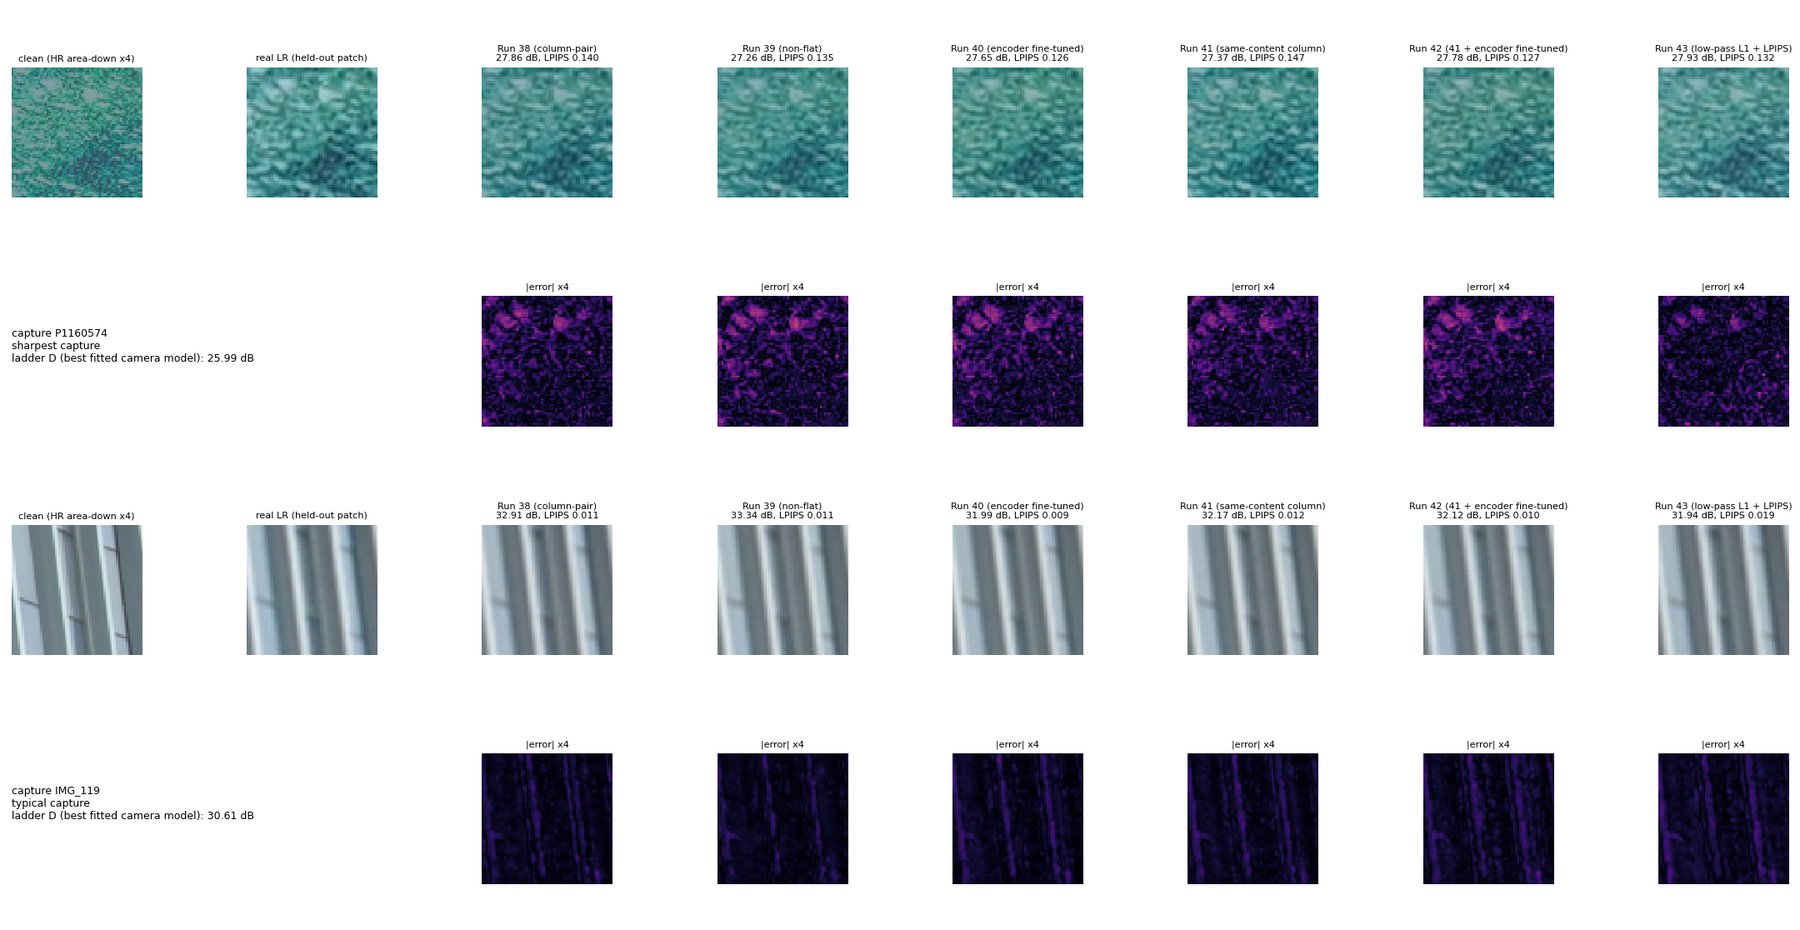 clean (HR area-down x4)
real LR (held-out patch)
Run 38 (column-pair)
27.86 dB, LPIPS 0.140
Run 39 (non-flat)
27.26 dB, LPIPS 0.135
Run 40 (encoder fine-tuned)
27.65 dB, LPIPS 0.126
Run 41 (same-content column)
27.37 dB, LPIPS 0.147
Run 42 (41 + encoder fine-tuned)
27.78 dB, LPIPS 0.127
Run 43 (low-pass L1 + LPIPS)
27.93 dB, LPIPS 0.132
capture P1160574
sharpest capture
ladder D (best fitted camera model): 25.99 dB
|error| x4
|error| x4
|error| x4
|error| x4
|error| x4
|error| x4
clean (HR area-down x4)
real LR (held-out patch)
Run 38 (column-pair)
32.91 dB, LPIPS 0.011
Run 39 (non-flat)
33.34 dB, LPIPS 0.011
Run 40 (encoder fine-tuned)
31.99 dB, LPIPS 0.009
Run 41 (same-content column)
32.17 dB, LPIPS 0.012
Run 42 (41 + encoder fine-tuned)
32.12 dB, LPIPS 0.010
Run 43 (low-pass L1 + LPIPS)
31.94 dB, LPIPS 0.019
capture IMG_119
typical capture
ladder D (best fitted camera model): 30.61 dB
|error| x4
|error| x4
|error| x4
|error| x4
|error| x4
|error| x4